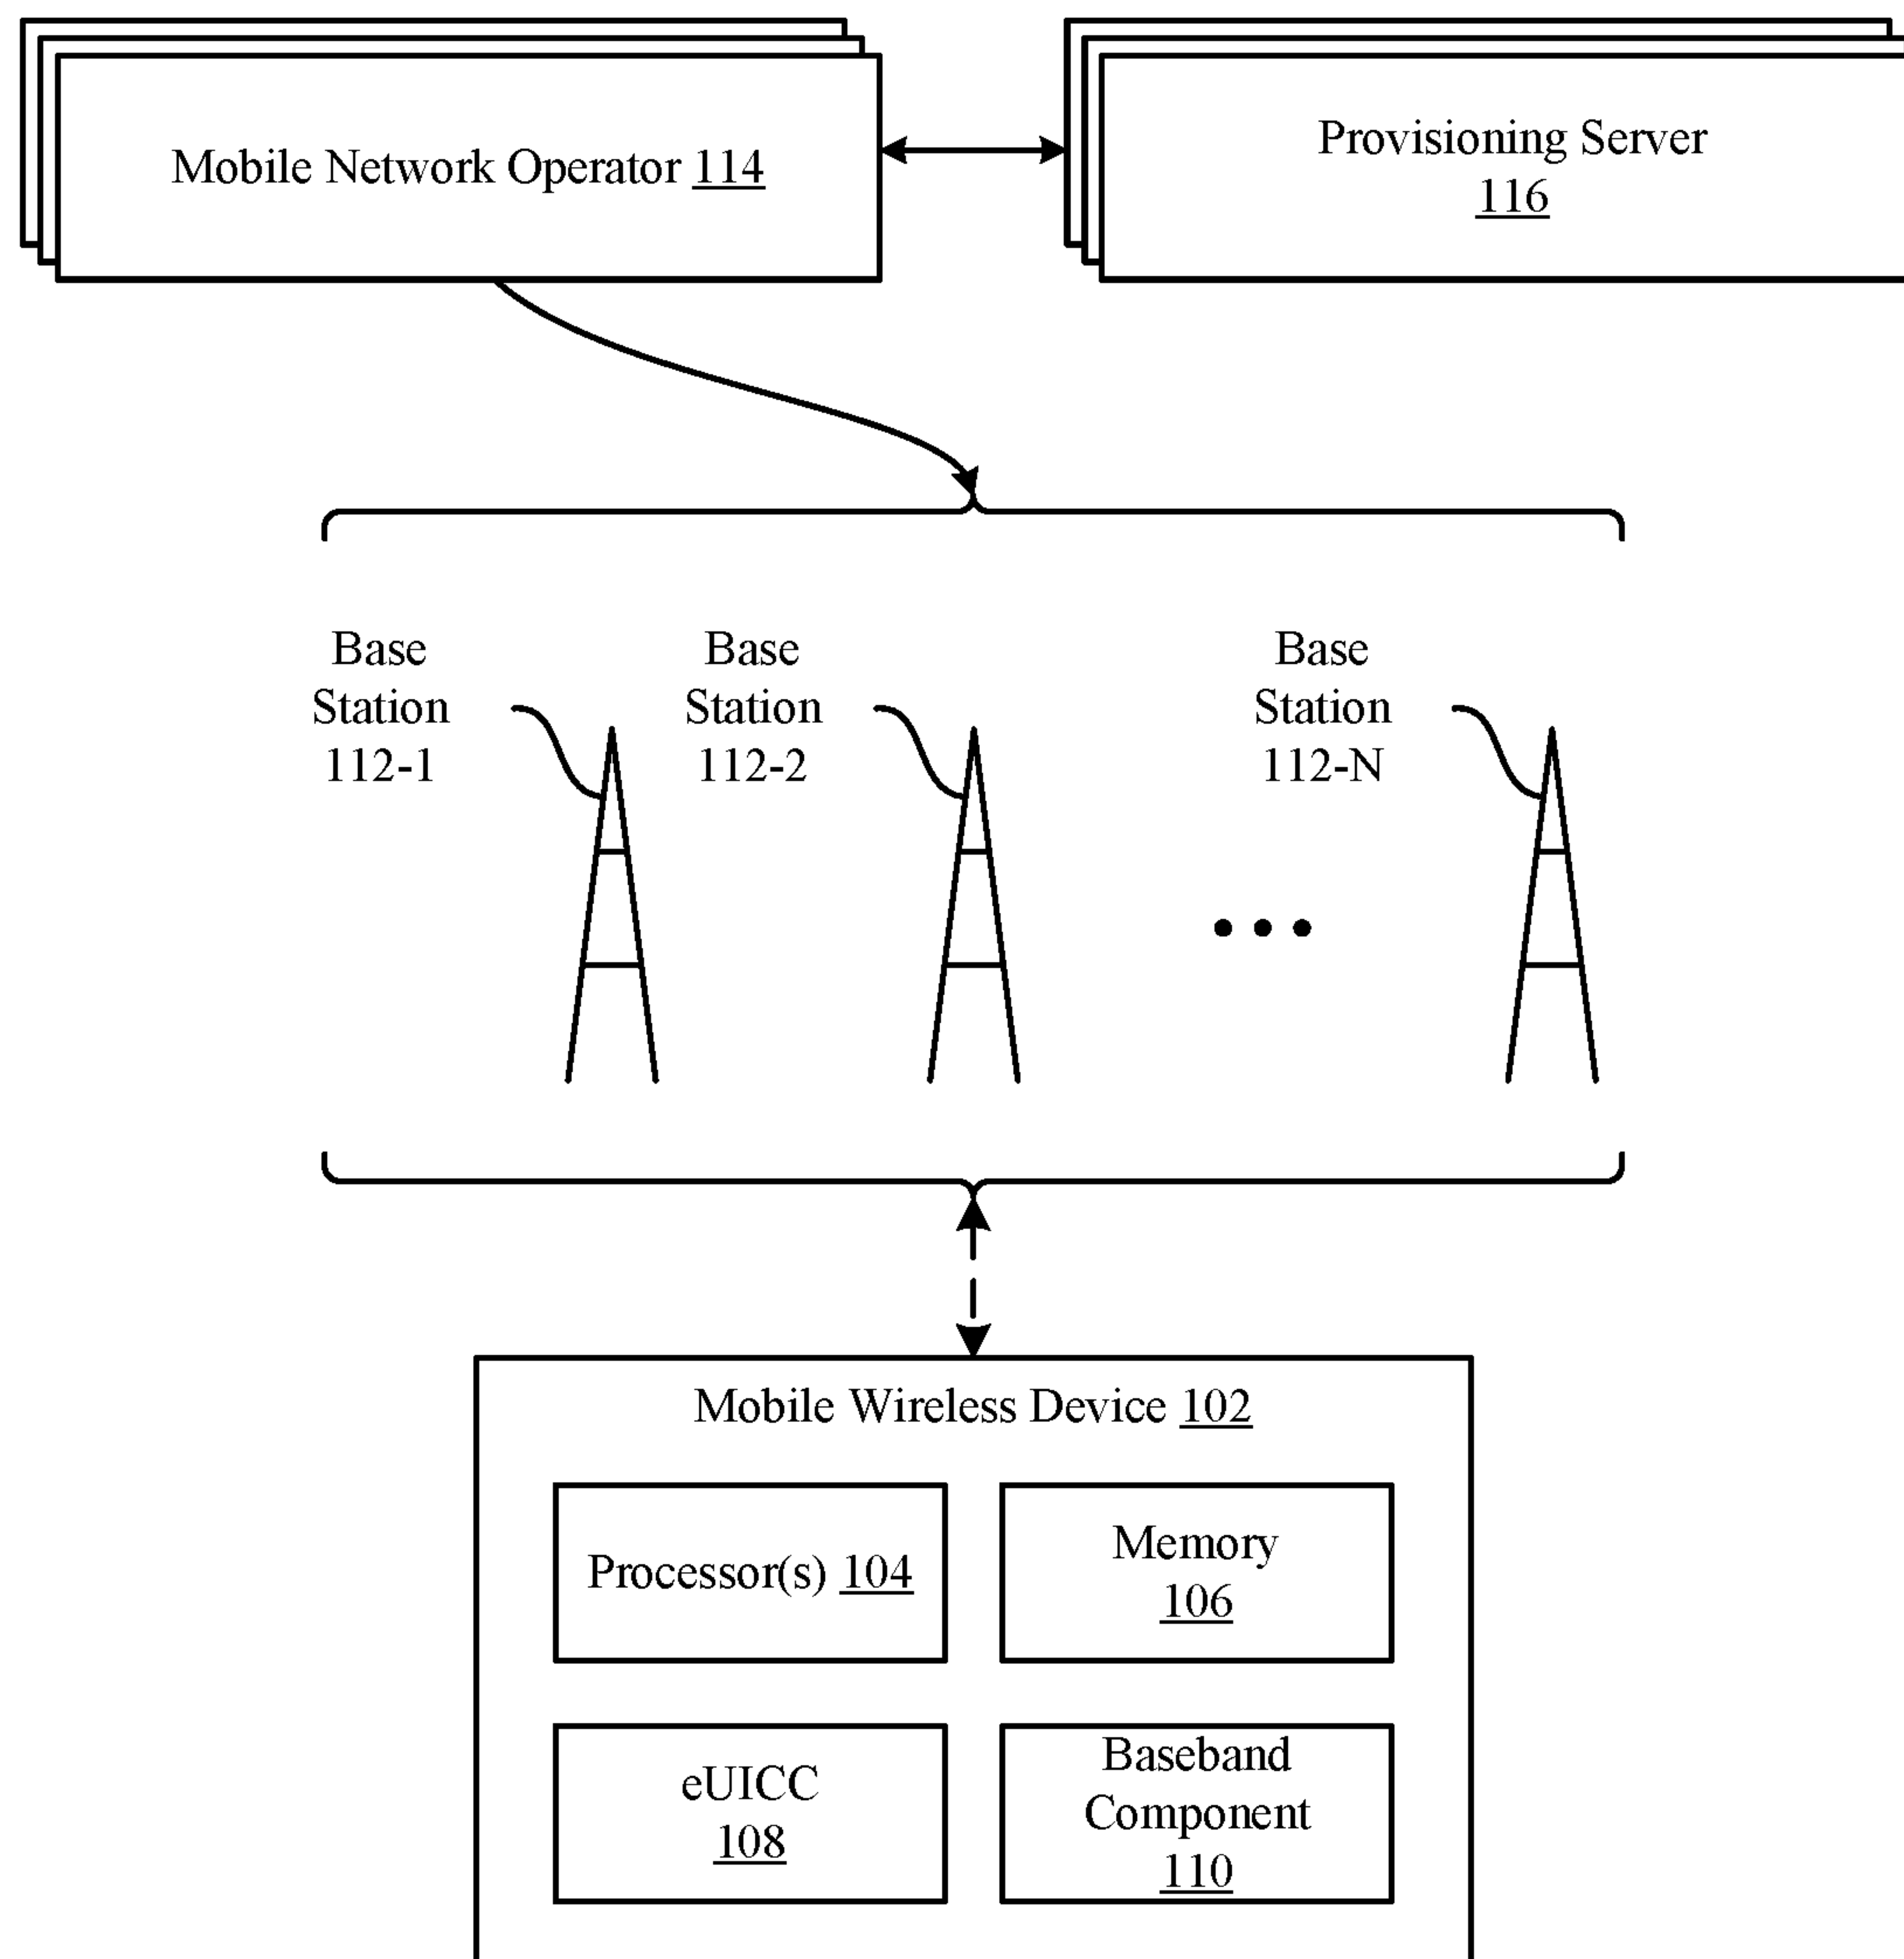 Mobile Network Operator 114
Provisioning Server
116
Base
Station
112-1
Base
Station
112-2
Base
Station
112-N
Mobile Wireless Device 102
Processor(s) 104
Memory
106
eUICC
108
Baseband
Component
110